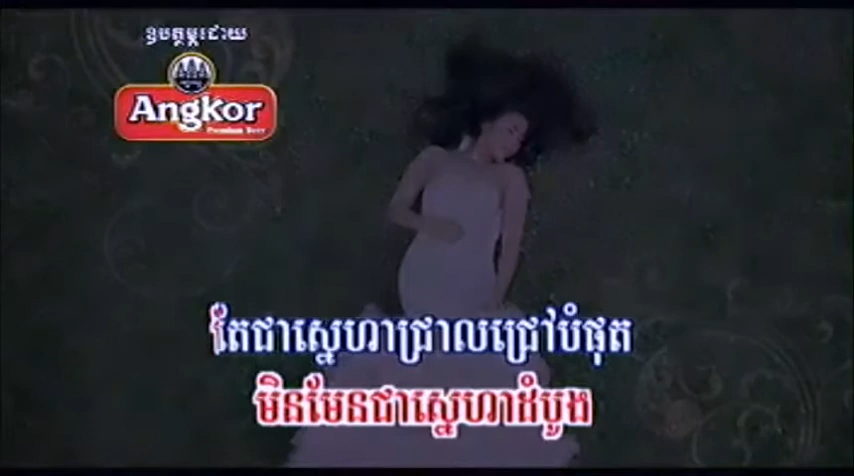 ឧបត្ថម្ភដោយ
Angkor
Premium Beer
តែជាស្នេហាជ្រាលជ្រៅបំផុត
មិនមែនជាស្នេហាដំបូង